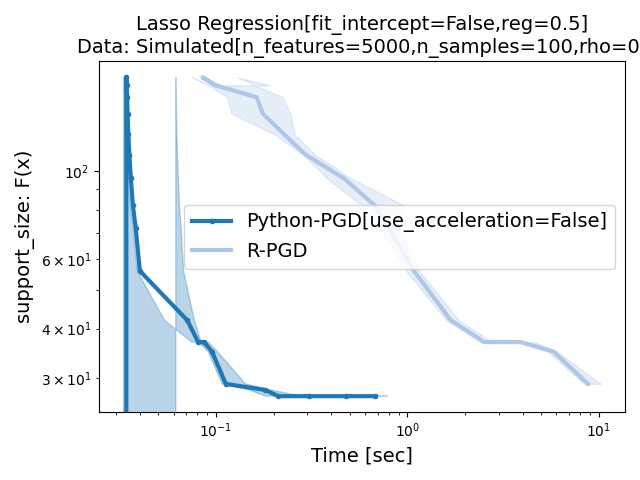 Lasso Regression[fit_intercept=False,reg=0.5]
Data: Simulated[n_features=5000,n_samples=100,rho=0
support_size: F(x)
10²
6 × 10¹
4 × 10¹
3 × 10¹
Python-PGD[use_acceleration=False]
R-PGD
10⁻¹
10⁰
10¹
Time [sec]